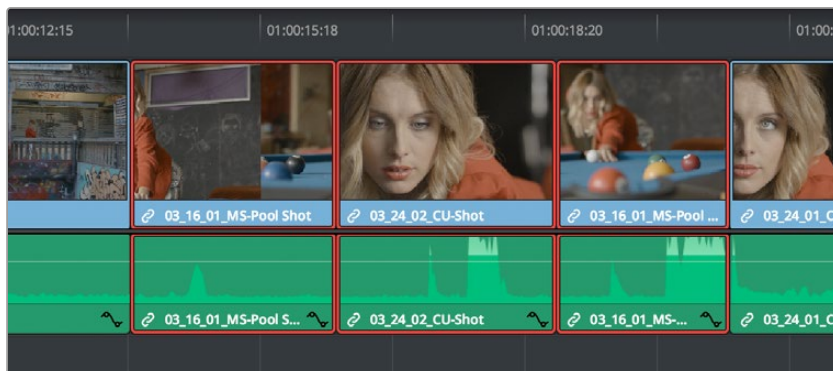 1:00:12:15
01:00:15:18
01:00:18:20
01:00:
03_16_01_MS-Pool Shot
03_24_02_CU-Shot
03_16_01_MS-Pool ...
03_24_01_C
03_16_01_MS-Pool S...
03_24_02_CU-Shot
03_16_01_MS-...
03_24_01_C